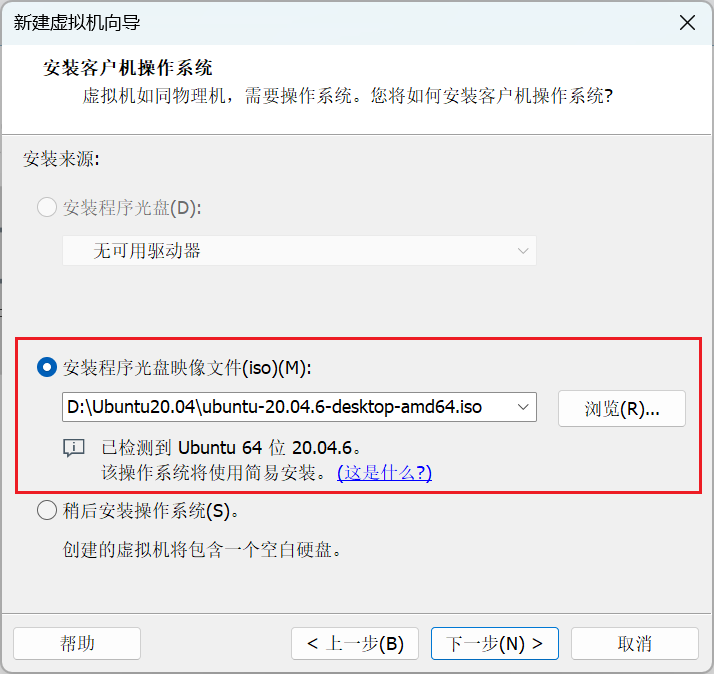 新建虚拟机向导
安装客户机操作系统
虚拟机如同物理机，需要操作系统。您将如何安装客户机操作系统?
安装来源:
安装程序光盘(D):
无可用驱动器
安装程序光盘映像文件(iso)(M):
D:\Ubuntu20.04\ubuntu-20.04.6-desktop-amd64.iso
浏览(R)...
已检测到 Ubuntu 64 位 20.04.6。
该操作系统将使用简易安装。 (这是什么?)
稍后安装操作系统(S)。
创建的虚拟机将包含一个空白硬盘。
帮助
< 上一步(B)
下一步(N) >
取消